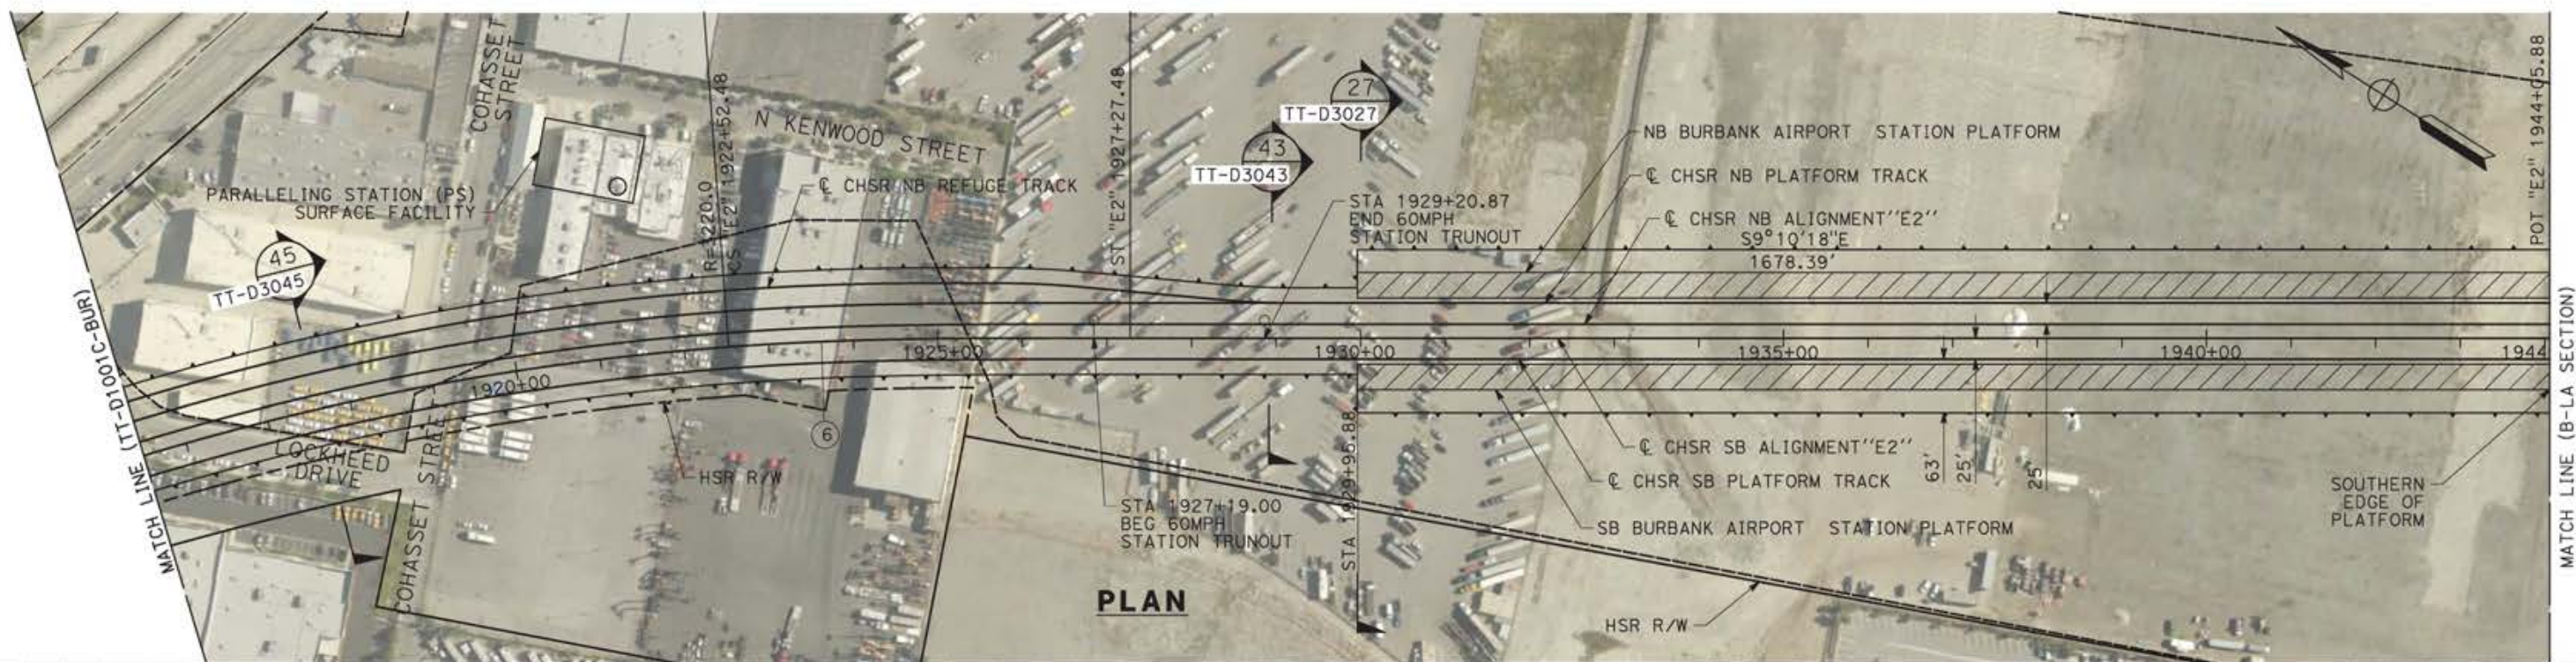 MATCH LINE (TT-D1001C-BUR)
COHASSET
STREET
PARALLELING STATION (PS)
SURFACE FACILITY
45
TT-D3045
LOCKHEED
DRIVE
COHASSET STREET
1920+00
R=7220.0
CS "E2" 1922+52.48
N KENWOOD STREET
℄ CHSR NB REFUGE TRACK
HSR R/W
6
1925+00
ST "E2" 1927+27.48
27
TT-D3027
43
TT-D3043
STA 1929+20.87
END 60MPH
STATION TRUNOUT
STA 1927+19.00
BEG 60MPH
STATION TRUNOUT
PLAN
1930+00
STA 1929+95.88
NB BURBANK AIRPORT STATION PLATFORM
℄ CHSR NB PLATFORM TRACK
℄ CHSR NB ALIGNMENT"E2"
S9°10'18"E
1678.39'
1935+00
1940+00
1944
℄ CHSR SB ALIGNMENT"E2"
℄ CHSR SB PLATFORM TRACK
SB BURBANK AIRPORT STATION PLATFORM
63'
25'
25'
HSR R/W
SOUTHERN
EDGE OF
PLATFORM
POT "E2" 1944+05.88
MATCH LINE (B-LA SECTION)